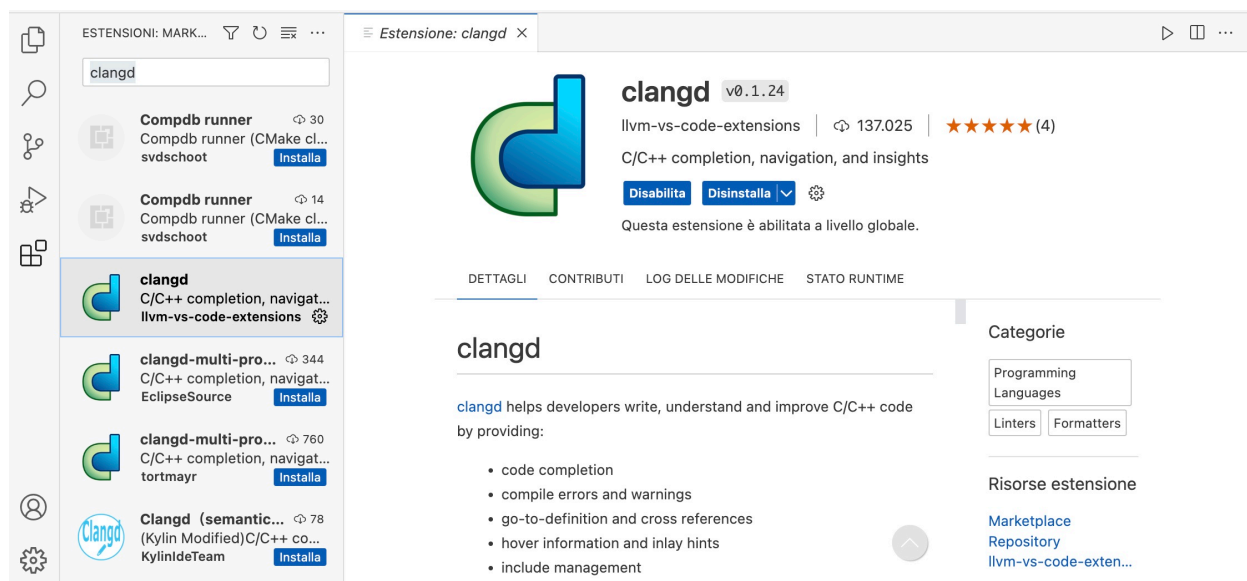 ESTENSIONI: MARK...
clangd
Compdb runner 30
Compdb runner (CMake cl...
svdschoot Installa
Compdb runner 14
Compdb runner (CMake cl...
svdschoot Installa
clangd
C/C++ completion, navigat...
llvm-vs-code-extensions
clangd-multi-pro... 344
C/C++ completion, navigat...
EclipseSource Installa
clangd-multi-pro... 760
C/C++ completion, navigat...
tortmayr Installa
Clangd（semantic... 78
(Kylin Modified)C/C++ co...
KylinIdeTeam Installa
Estensione: clangd
clangd v0.1.24
llvm-vs-code-extensions 137.025 (4)
C/C++ completion, navigation, and insights
Disabilita Disinstalla
Questa estensione è abilitata a livello globale.
DETTAGLI CONTRIBUTI LOG DELLE MODIFICHE STATO RUNTIME
clangd
clangd helps developers write, understand and improve C/C++ code
by providing:
• code completion
• compile errors and warnings
• go-to-definition and cross references
• hover information and inlay hints
• include management
Categorie
Programming
Languages
Linters Formatters
Risorse estensione
Marketplace
Repository
llvm-vs-code-exten...
Clangd